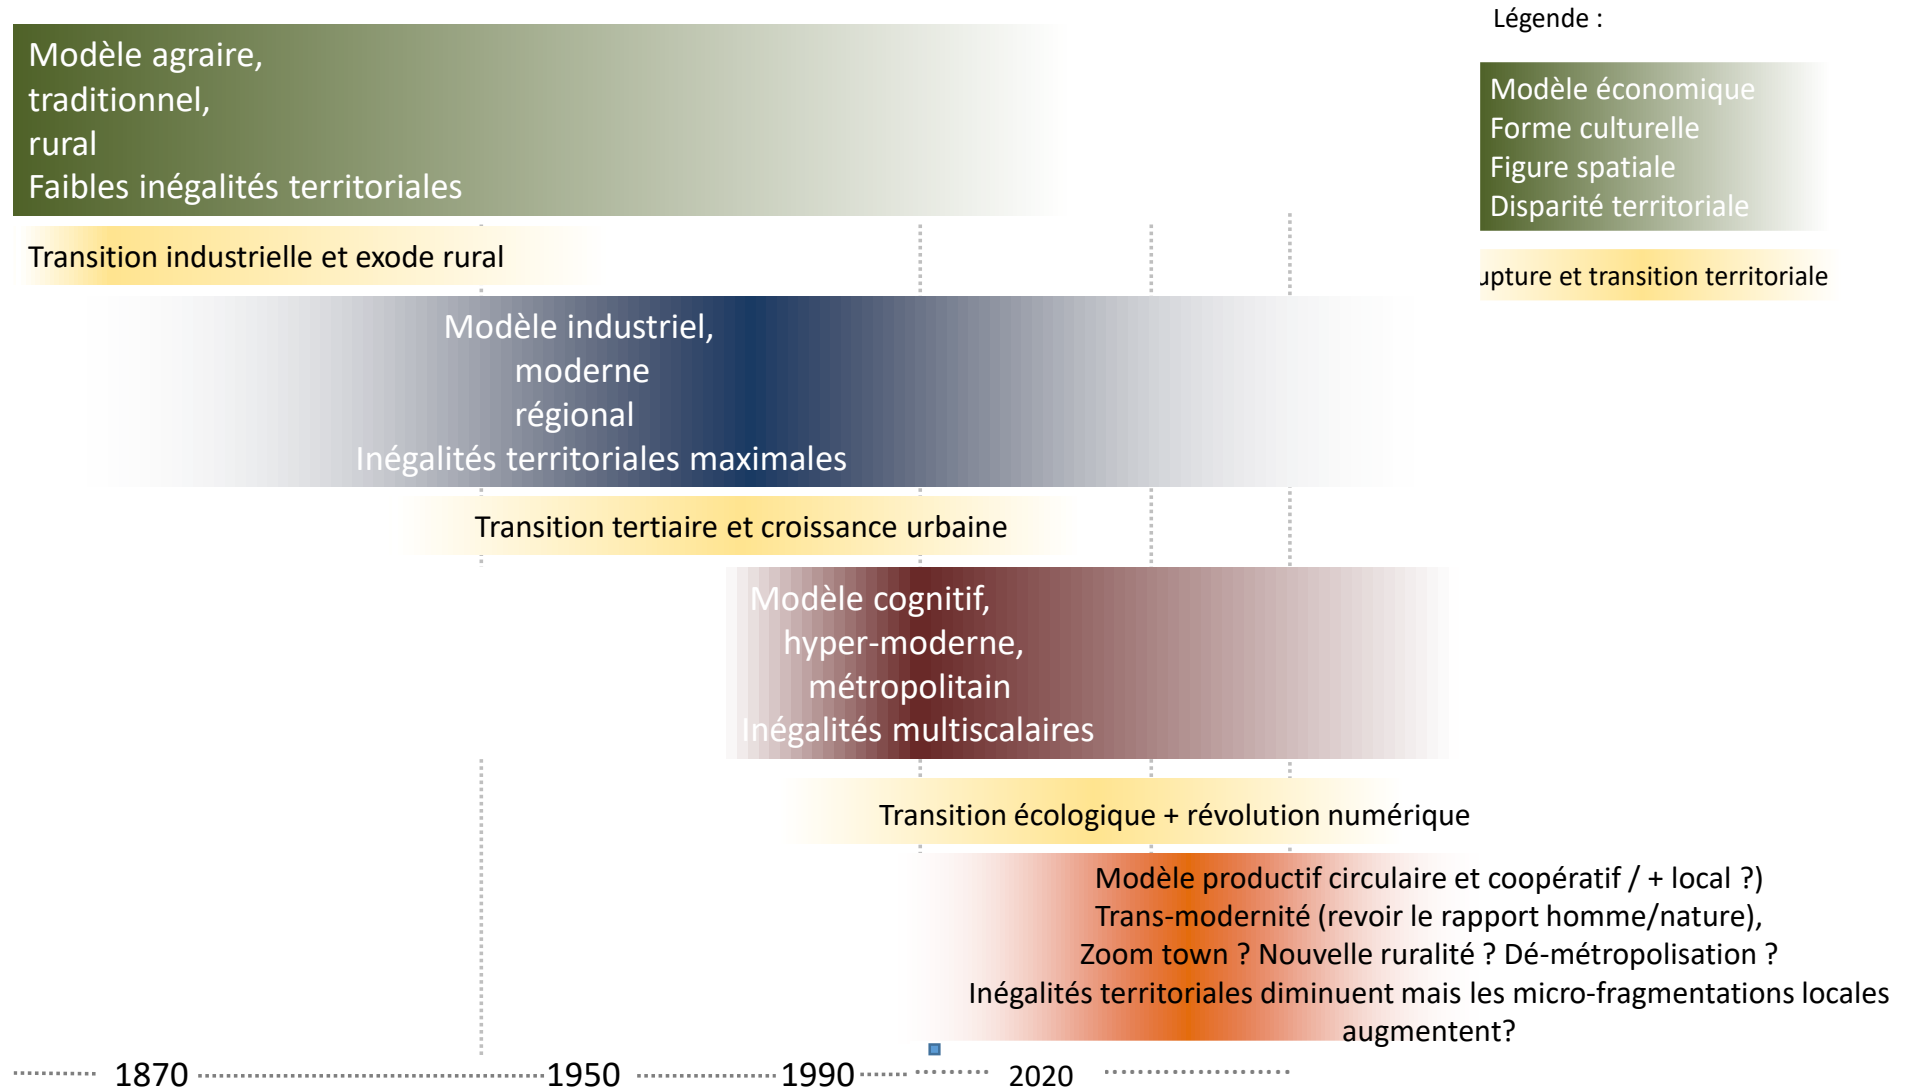 Légende :
Modèle agraire,
traditionnel,
rural
Faibles inégalités territoriales
Modèle économique
Forme culturelle
Figure spatiale
Disparité territoriale
Transition industrielle et exode rural
upture et transition territoriale
Modèle industriel,
moderne
régional
Inégalités territoriales maximales
Transition tertiaire et croissance urbaine
Modèle cognitif,
hyper-moderne,
métropolitain
Inégalités multiscalaires
Transition écologique + révolution numérique
Modèle productif circulaire et coopératif / + local ?)
Trans-modernité (revoir le rapport homme/nature),
Zoom town ? Nouvelle ruralité ? Dé-métropolisation ?
Inégalités territoriales diminuent mais les micro-fragmentations locales
augmentent?
1870 1950 1990 2020